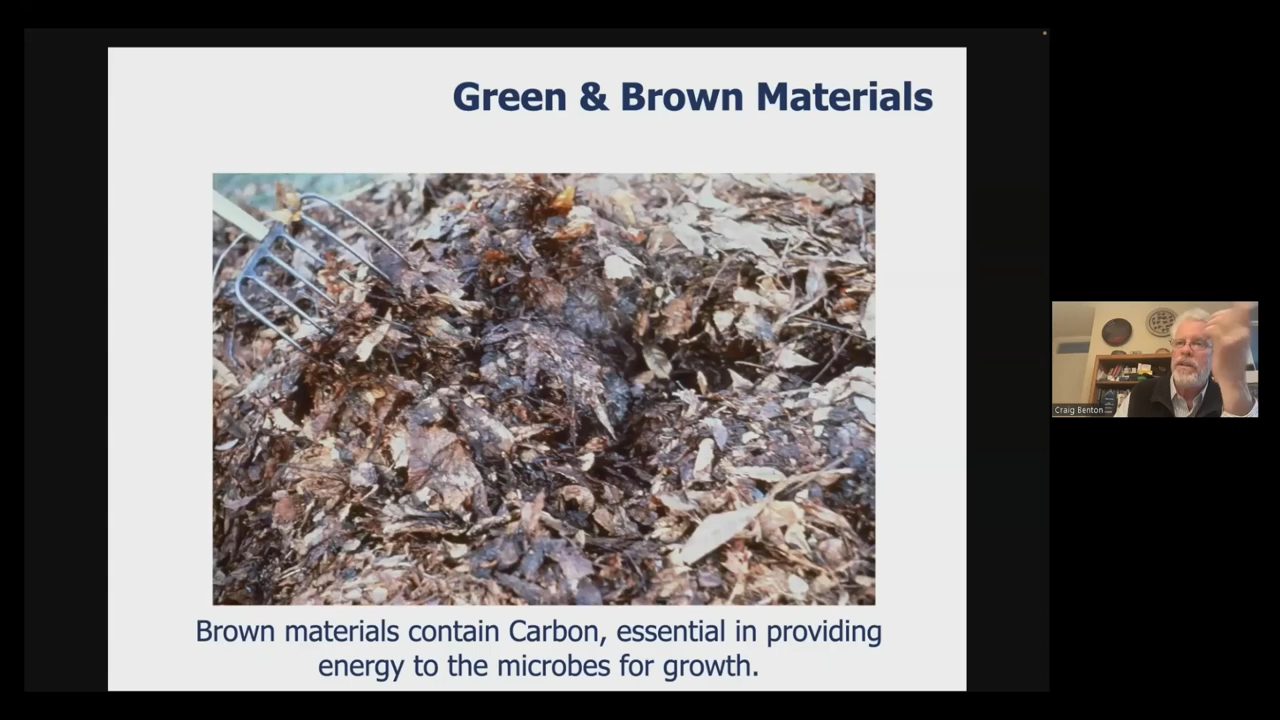 Green & Brown Materials
Brown materials contain Carbon, essential in providing
energy to the microbes for growth.
Craig Benton